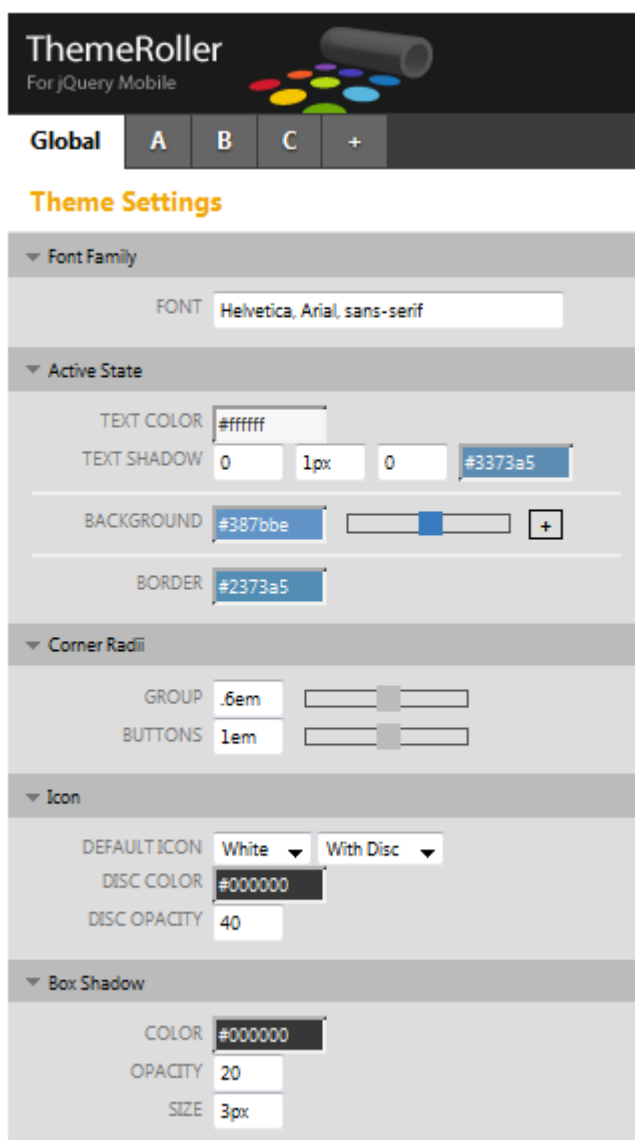 ThemeRoller
For jQuery Mobile
Global A B C +
Theme Settings
Font Family
FONT Helvetica, Arial, sans-serif
Active State
TEXT COLOR #ffffff
TEXT SHADOW 0 1px 0 #3373a5
BACKGROUND #387bbe +
BORDER #2373a5
Corner Radii
GROUP .6em
BUTTONS 1em
Icon
DEFAULT ICON White With Disc
DISC COLOR #000000
DISC OPACITY 40
Box Shadow
COLOR #000000
OPACITY 20
SIZE 3px